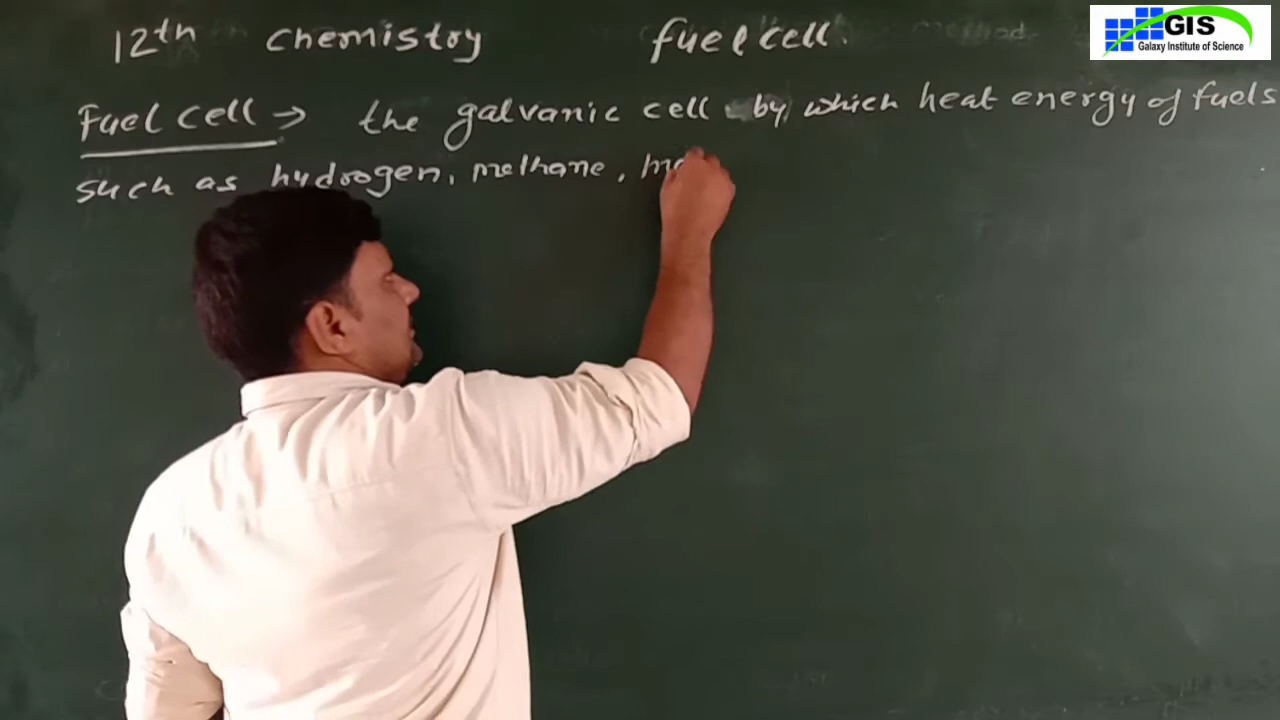 12th chemistry fuel cell.
GIS
Galaxy Institute of Science
Fuel cell → the galvanic cell by which heat energy of fuels
such as hydrogen, methane, me